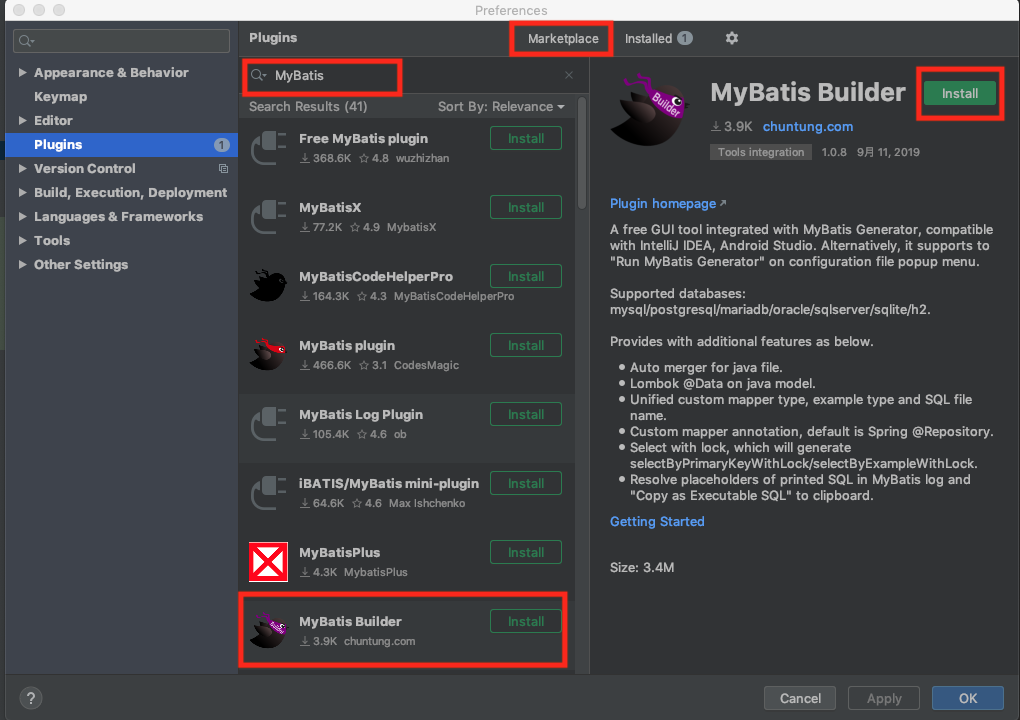 Preferences
Appearance & Behavior
Keymap
Editor
Plugins 1
Version Control
Build, Execution, Deployment
Languages & Frameworks
Tools
Other Settings
Plugins
Marketplace
Installed 1
MyBatis
Search Results (41)
Sort By: Relevance
Free MyBatis plugin
368.6K 4.8 wuzhizhan
Install
MyBatisX
77.2K 4.9 MybatisX
Install
MyBatisCodeHelperPro
164.3K 4.3 MyBatisCodeHelperPro
Install
MyBatis plugin
466.6K 3.1 CodesMagic
Install
MyBatis Log Plugin
105.4K 4.6 ob
Install
iBATIS/MyBatis mini-plugin
64.6K 4.6 Max Ishchenko
Install
MyBatisPlus
4.3K MybatisPlus
Install
MyBatis Builder
3.9K chuntung.com
Install
Builder
MyBatis Builder
Install
3.9K chuntung.com
Tools integration 1.0.8 9月 11, 2019
Plugin homepage
A free GUI tool integrated with MyBatis Generator, compatible
with IntelliJ IDEA, Android Studio. Alternatively, it supports to
"Run MyBatis Generator" on configuration file popup menu.
Supported databases:
mysql/postgresql/mariadb/oracle/sqlserver/sqlite/h2.
Provides with additional features as below.
Auto merger for java file.
Lombok @Data on java model.
Unified custom mapper type, example type and SQL file
name.
Custom mapper annotation, default is Spring @Repository.
Select with lock, which will generate
selectByPrimaryKeyWithLock/selectByExampleWithLock.
Resolve placeholders of printed SQL in MyBatis log and
"Copy as Executable SQL" to clipboard.
Getting Started
Size: 3.4M
?
Cancel
Apply
OK